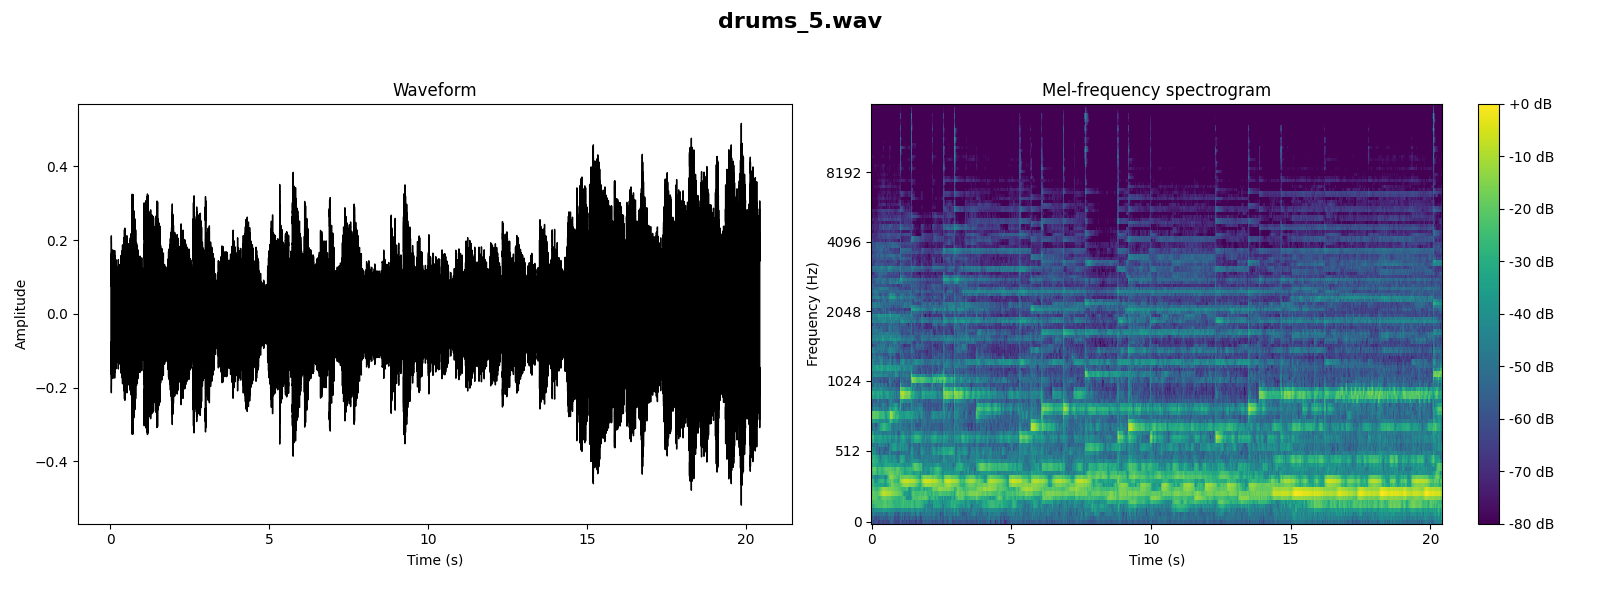 drums_5.wav
Waveform
Amplitude
0.4
0.2
0.0
−0.2
−0.4
0
5
10
15
20
Time (s)
Mel-frequency spectrogram
Frequency (Hz)
8192
4096
2048
1024
512
0
0
5
10
15
20
Time (s)
+0 dB
-10 dB
-20 dB
-30 dB
-40 dB
-50 dB
-60 dB
-70 dB
-80 dB